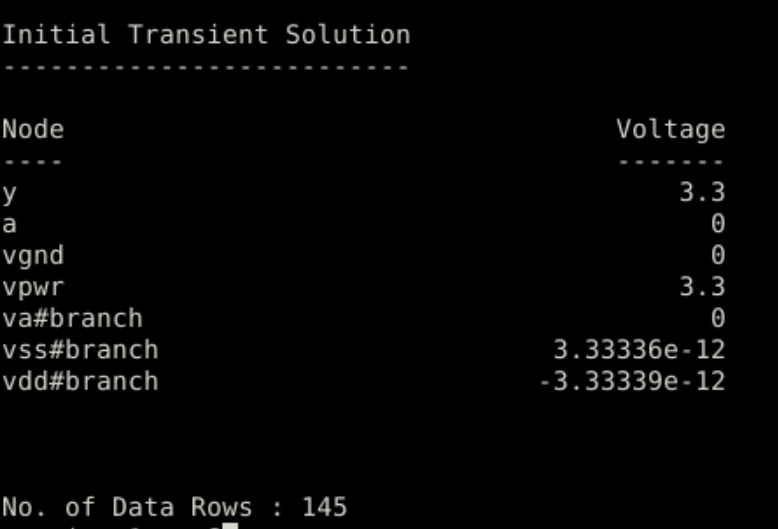 Initial Transient Solution
--------------------------
Node Voltage
---- -------
y 3.3
a 0
vgnd 0
vpwr 3.3
va#branch 0
vss#branch 3.33336e-12
vdd#branch -3.33339e-12
No. of Data Rows : 145